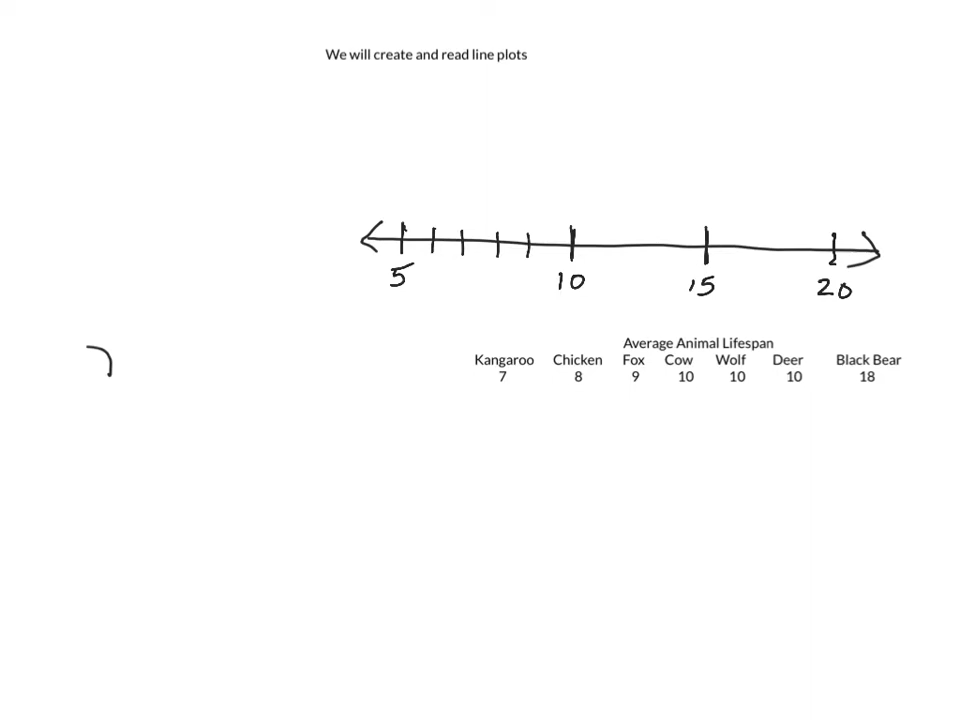 We will create and read line plots
5 10 15 20
Average Animal Lifespan
Kangaroo Chicken Fox Cow Wolf Deer Black Bear
7 8 9 10 10 10 18